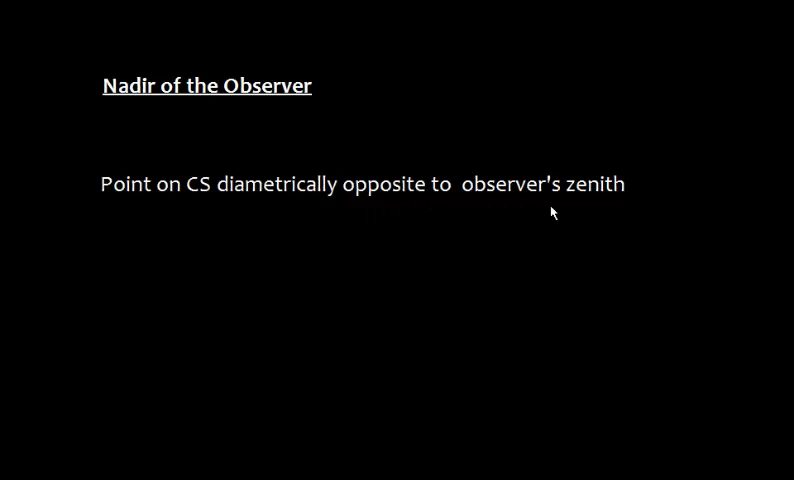 Nadir of the Observer
Point on CS diametrically opposite to  observer's zenith